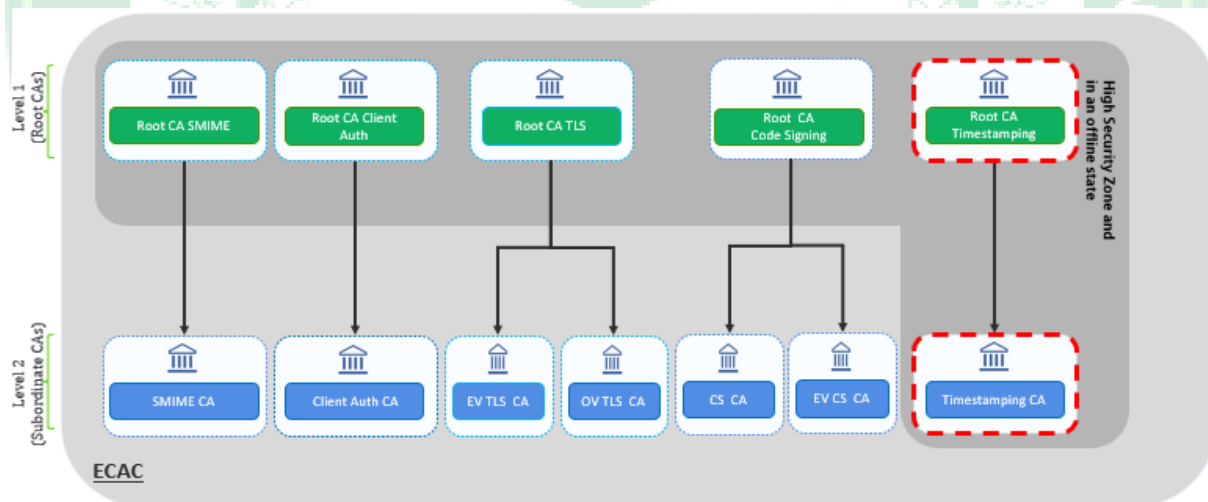 Level 1
(Root CAs)
Root CA SMIME
Root CA Client
Auth
Root CA TLS
Root CA
Code Signing
Root CA
Timestamping
High Security Zone and
in an offline state
Level 2
(Subordinate CAs)
SMIME CA
Client Auth CA
EV TLS CA
OV TLS CA
CS CA
EV CS CA
Timestamping CA
ECAC